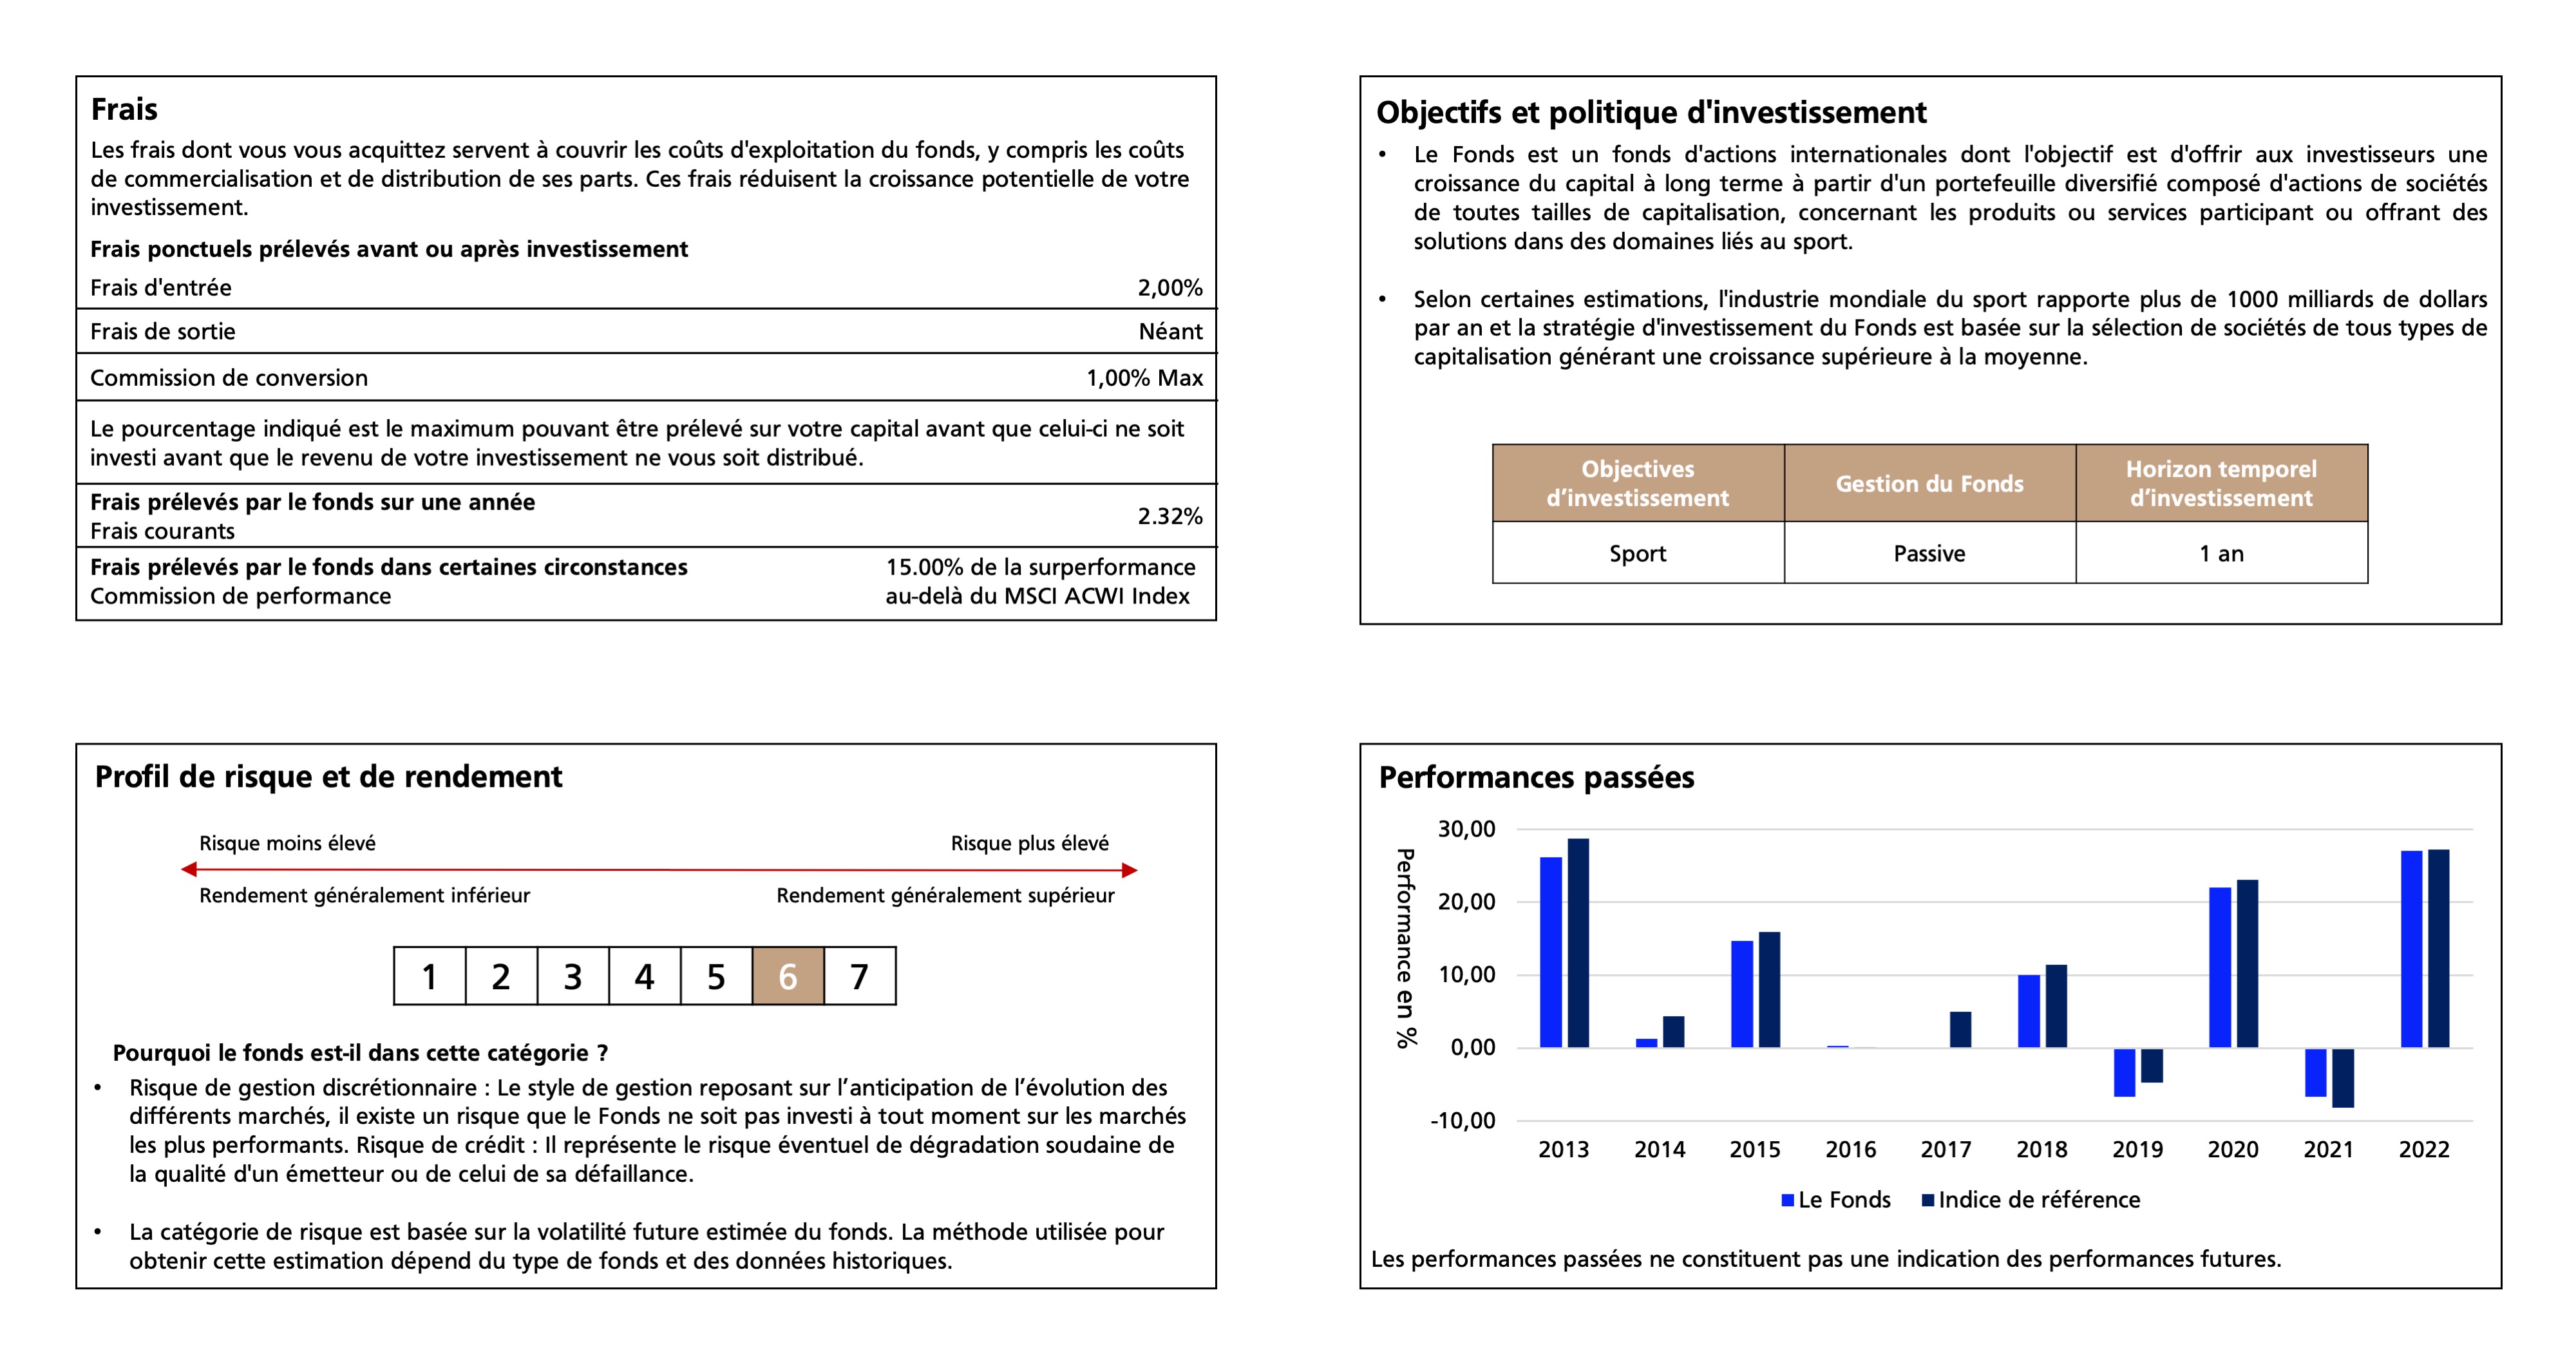 Frais
Les frais dont vous vous acquittez servent à couvrir les coûts d'exploitation du fonds, y compris les coûts
de commercialisation et de distribution de ses parts. Ces frais réduisent la croissance potentielle de votre
investissement.
Frais ponctuels prélevés avant ou après investissement
Frais d'entrée 2,00%
Frais de sortie Néant
Commission de conversion 1,00% Max
Le pourcentage indiqué est le maximum pouvant être prélevé sur votre capital avant que celui-ci ne soit
investi avant que le revenu de votre investissement ne vous soit distribué.
Frais prélevés par le fonds sur une année
Frais courants 2.32%
Frais prélevés par le fonds dans certaines circonstances 15.00% de la surperformance
Commission de performance au-delà du MSCI ACWI Index
Objectifs et politique d'investissement
• Le Fonds est un fonds d'actions internationales dont l'objectif est d'offrir aux investisseurs une
croissance du capital à long terme à partir d'un portefeuille diversifié composé d'actions de sociétés
de toutes tailles de capitalisation, concernant les produits ou services participant ou offrant des
solutions dans des domaines liés au sport.
• Selon certaines estimations, l'industrie mondiale du sport rapporte plus de 1000 milliards de dollars
par an et la stratégie d'investissement du Fonds est basée sur la sélection de sociétés de tous types de
capitalisation générant une croissance supérieure à la moyenne.
Objectives d’investissement
Gestion du Fonds
Horizon temporel d’investissement
Sport Passive 1 an
Profil de risque et de rendement
Risque moins élevé Risque plus élevé
Rendement généralement inférieur Rendement généralement supérieur
1 2 3 4 5 6 7
Pourquoi le fonds est-il dans cette catégorie ?
• Risque de gestion discrétionnaire : Le style de gestion reposant sur l’anticipation de l’évolution des
différents marchés, il existe un risque que le Fonds ne soit pas investi à tout moment sur les marchés
les plus performants. Risque de crédit : Il représente le risque éventuel de dégradation soudaine de
la qualité d'un émetteur ou de celui de sa défaillance.
• La catégorie de risque est basée sur la volatilité future estimée du fonds. La méthode utilisée pour
obtenir cette estimation dépend du type de fonds et des données historiques.
Performances passées
Performance en %
30,00
20,00
10,00
0,00
-10,00
2013 2014 2015 2016 2017 2018 2019 2020 2021 2022
Le Fonds Indice de référence
Les performances passées ne constituent pas une indication des performances futures.